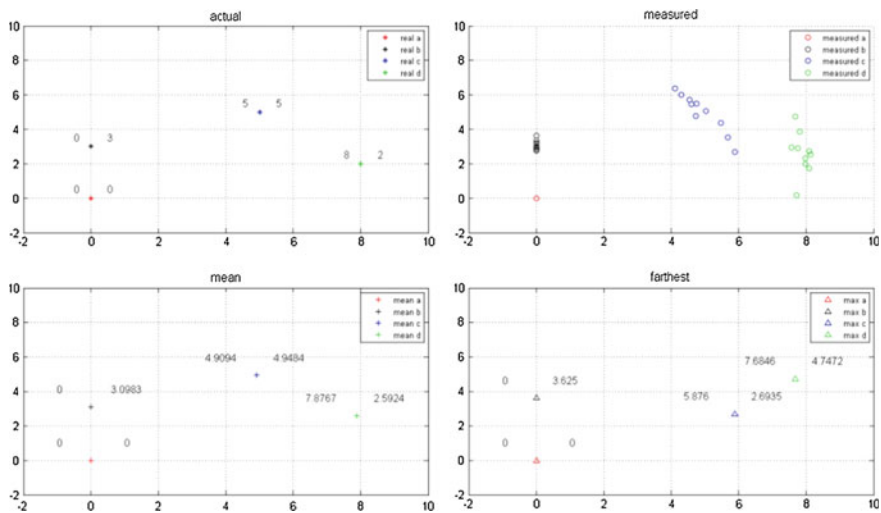 actual
10
8
6
4
2
0
-2
-2 0 2 4 6 8 10
real a
real b
real c
real d
0 3
5 5
8 2
0 0
measured
10
8
6
4
2
0
-2
-2 0 2 4 6 8 10
measured a
measured b
measured c
measured d
mean
10
8
6
4
2
0
-2
-2 0 2 4 6 8 10
mean a
mean b
mean c
mean d
4.9094 4.9484
0 3.0983
7.8767 2.5924
0 0
farthest
10
8
6
4
2
0
-2
-2 0 2 4 6 8 10
max a
max b
max c
max d
7.6846 4.7472
0 3.625
5.876 2.6935
0 0